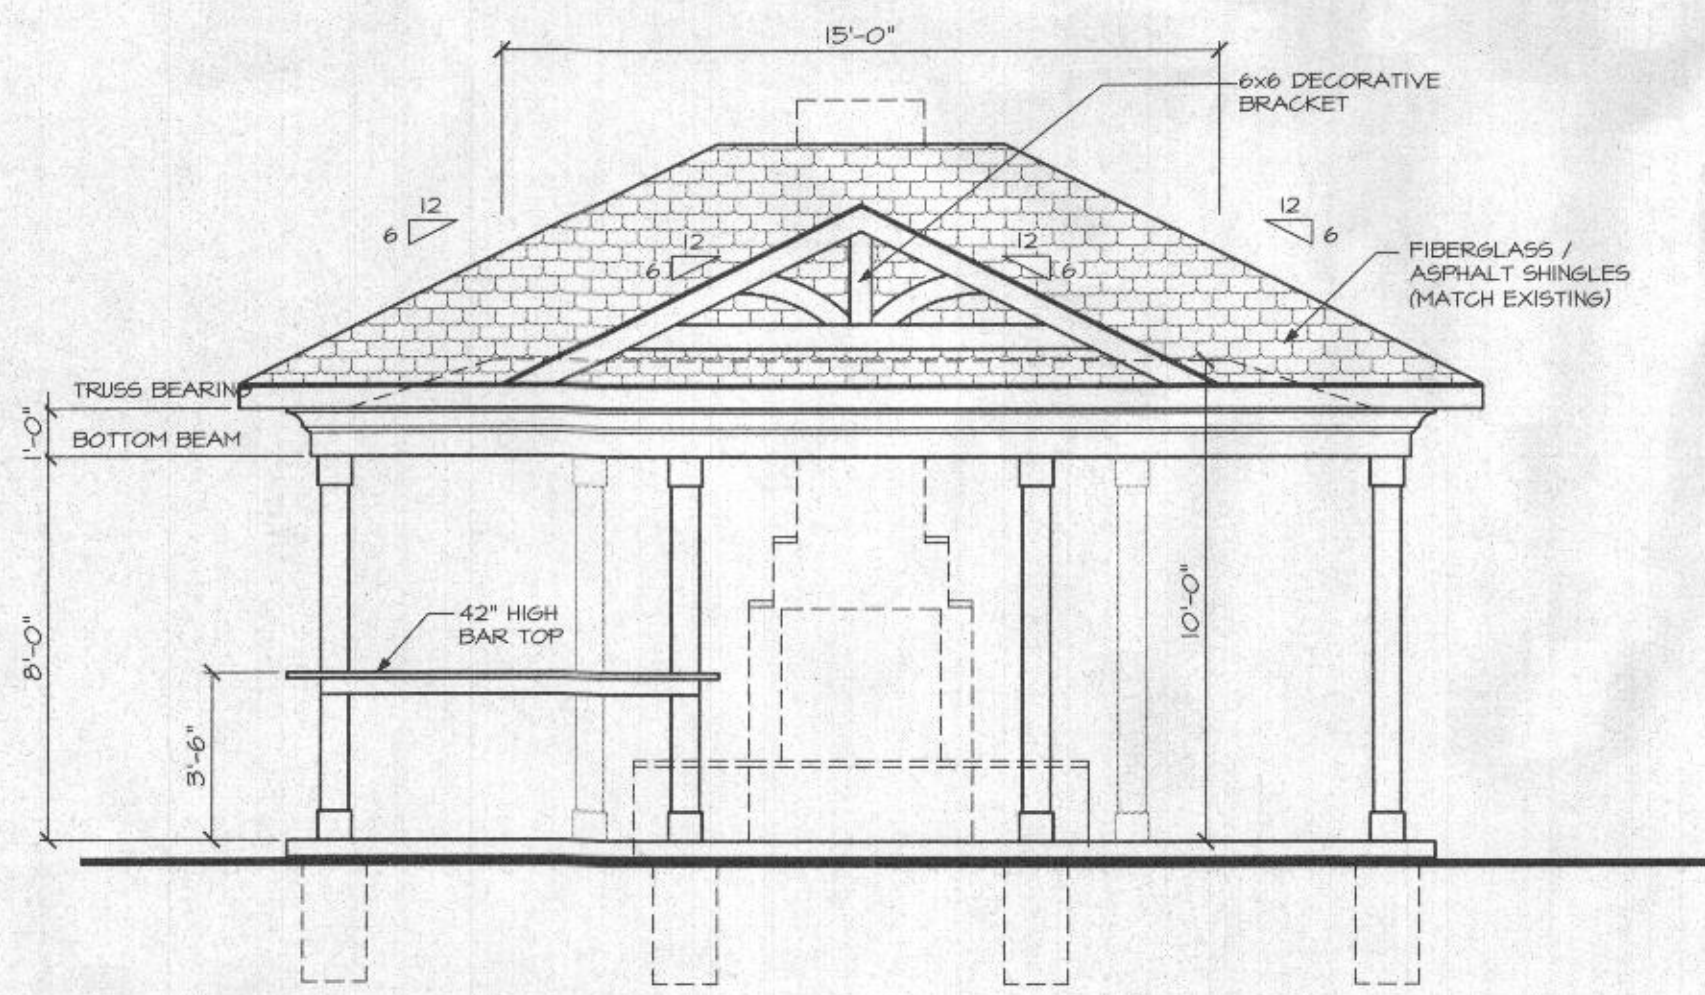 15'-0"
6x6 DECORATIVE
BRACKET
12
6
12
6
12
6
12
6
FIBERGLASS /
ASPHALT SHINGLES
(MATCH EXISTING)
TRUSS BEARING
1'-0"
BOTTOM BEAM
8'-0"
42" HIGH
BAR TOP
10'-0"
3'-6"